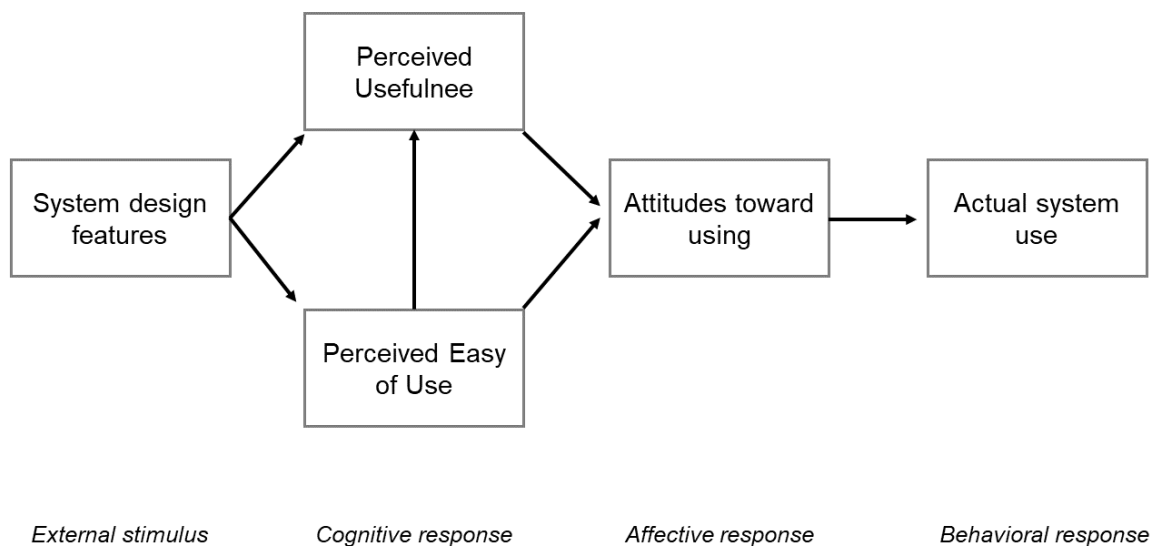 Perceived
Usefulnee
System design
features
Attitudes toward
using
Actual system
use
Perceived Easy
of Use
External stimulus
Cognitive response
Affective response
Behavioral response